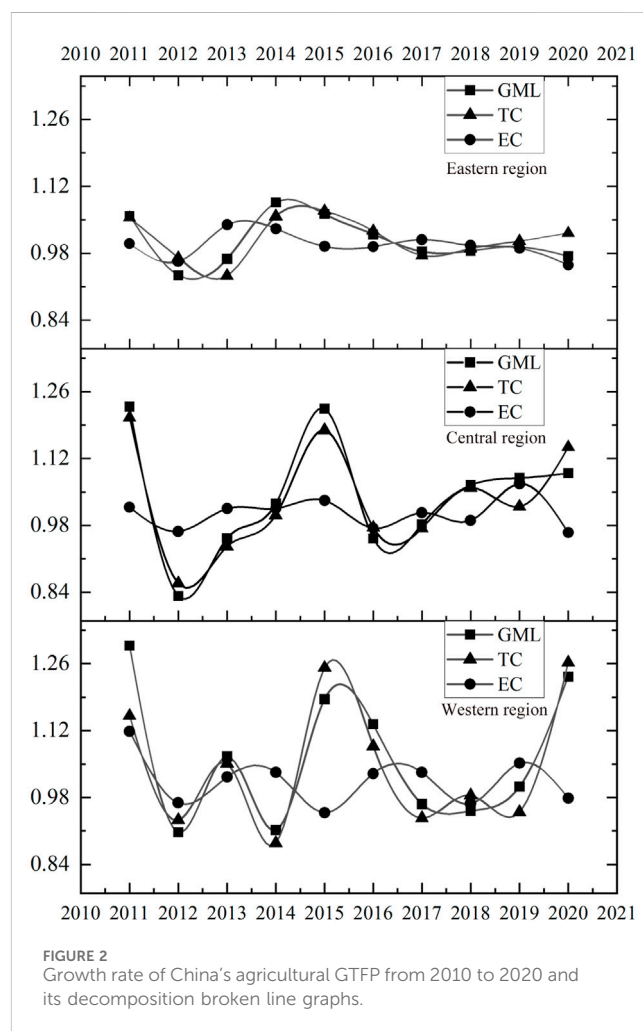 2010 2011 2012 2013 2014 2015 2016 2017 2018 2019 2020 2021
GML
TC
EC
Eastern region
1.26
1.12
0.98
0.84
GML
TC
EC
Central region
1.26
1.12
0.98
0.84
GML
TC
EC
Western region
1.26
1.12
0.98
0.84
2010 2011 2012 2013 2014 2015 2016 2017 2018 2019 2020 2021
FIGURE 2
Growth rate of China's agricultural GTFP from 2010 to 2020 and
its decomposition broken line graphs.